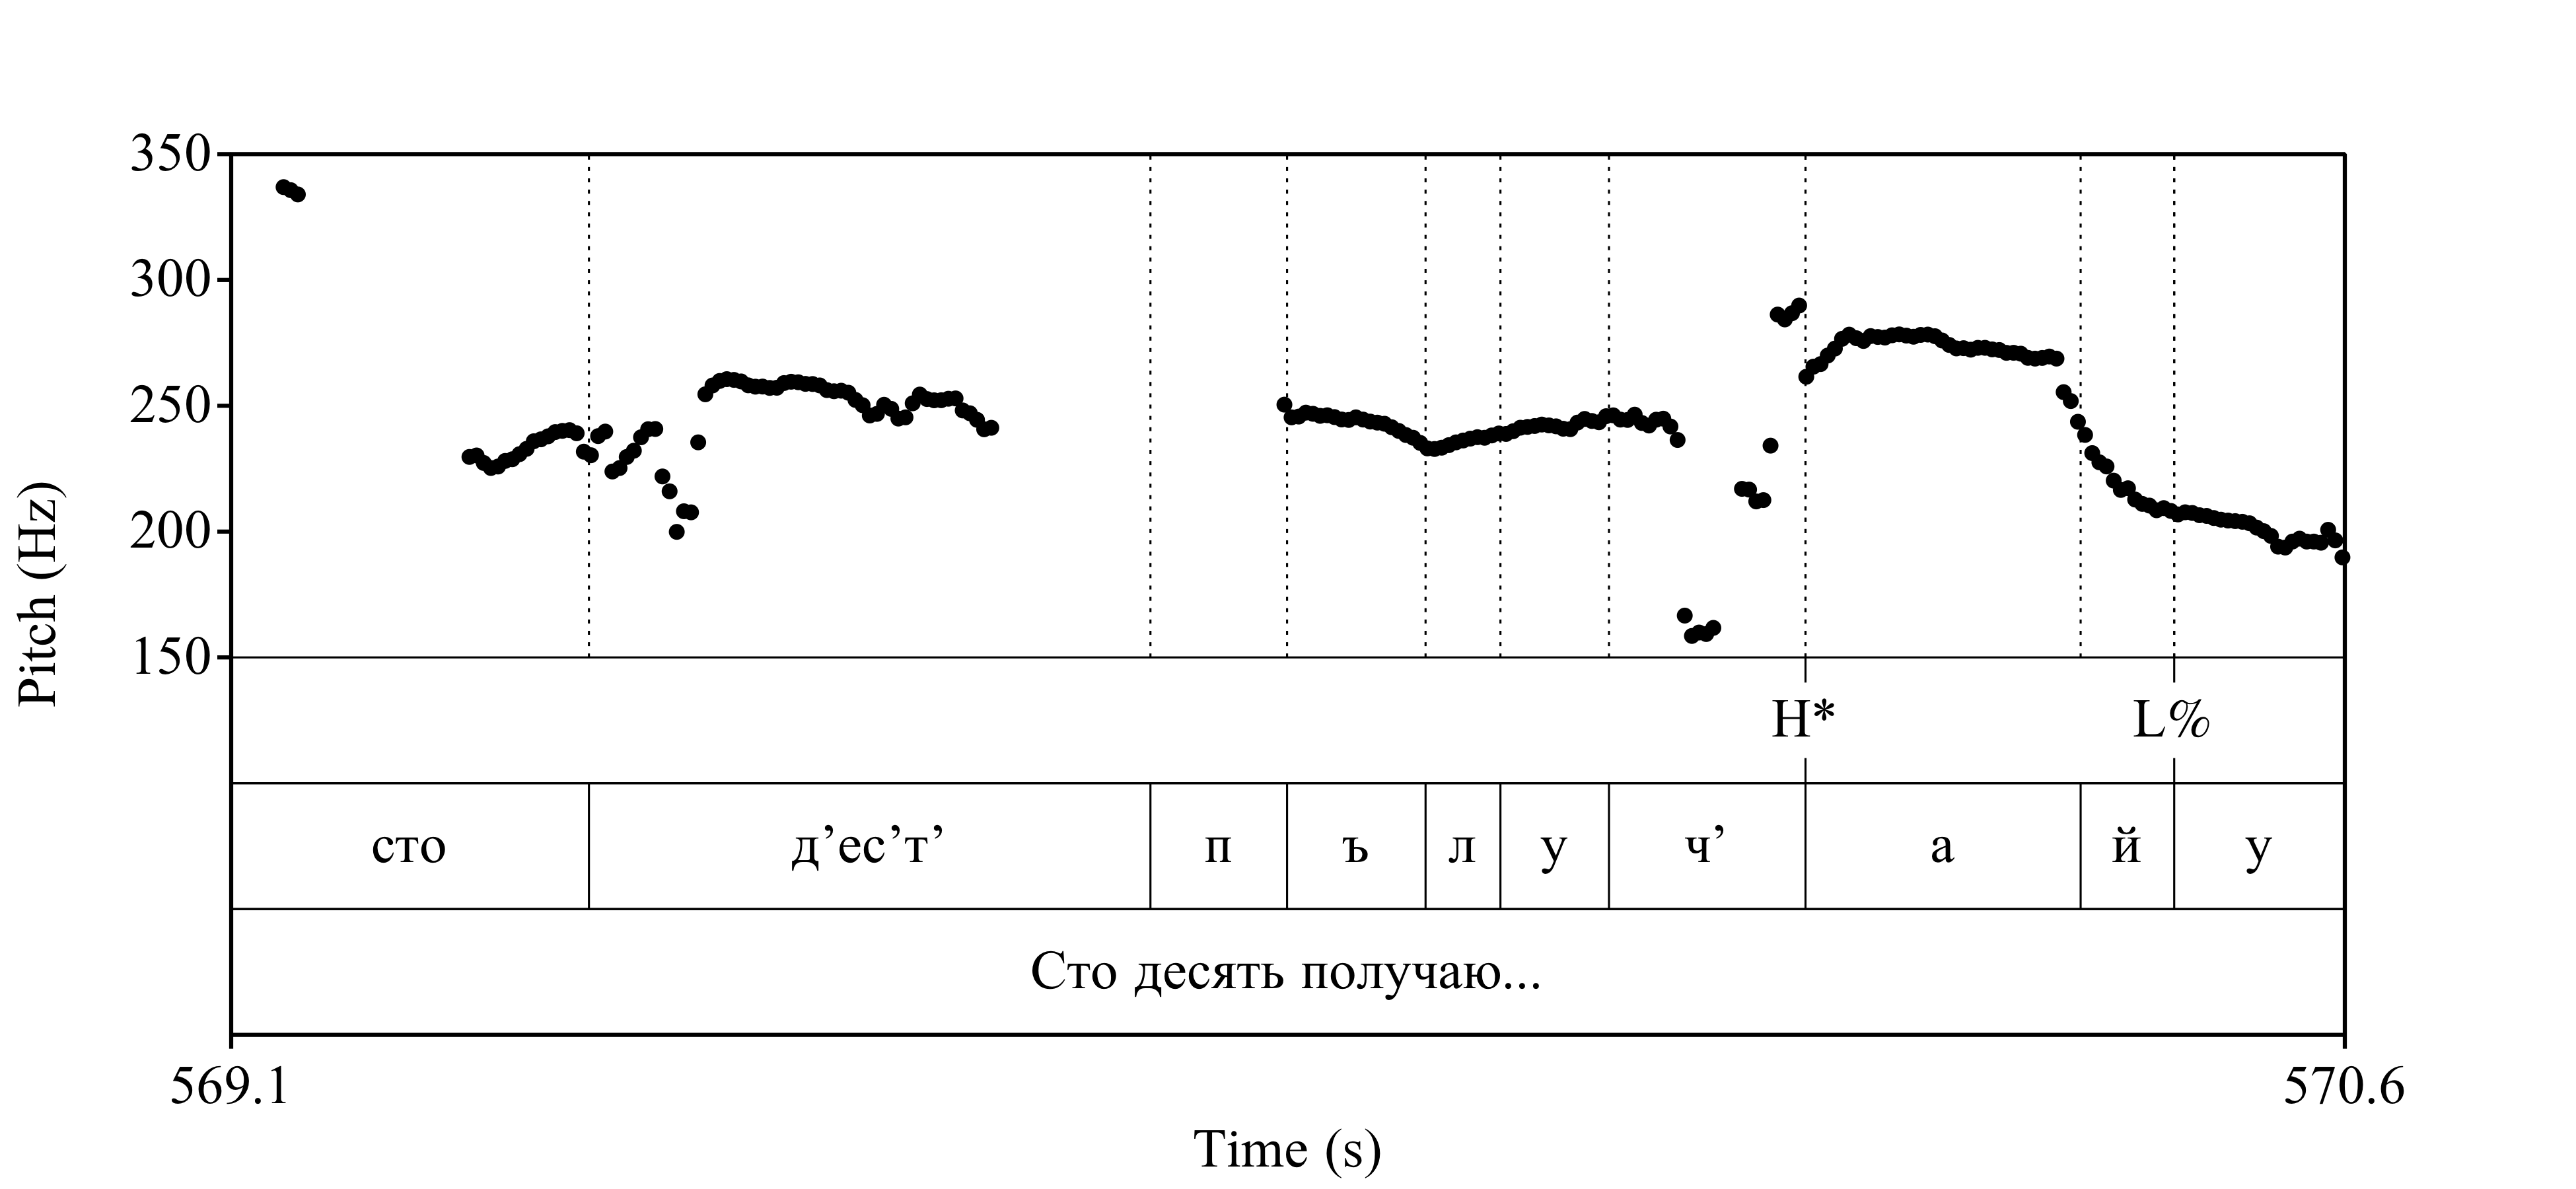 350
300
250
200
150
Pitch (Hz)
H* L%
сто д’ес’т’ п ъ л у ч’ а й у
Сто десять получаю...
569.1 570.6
Time (s)